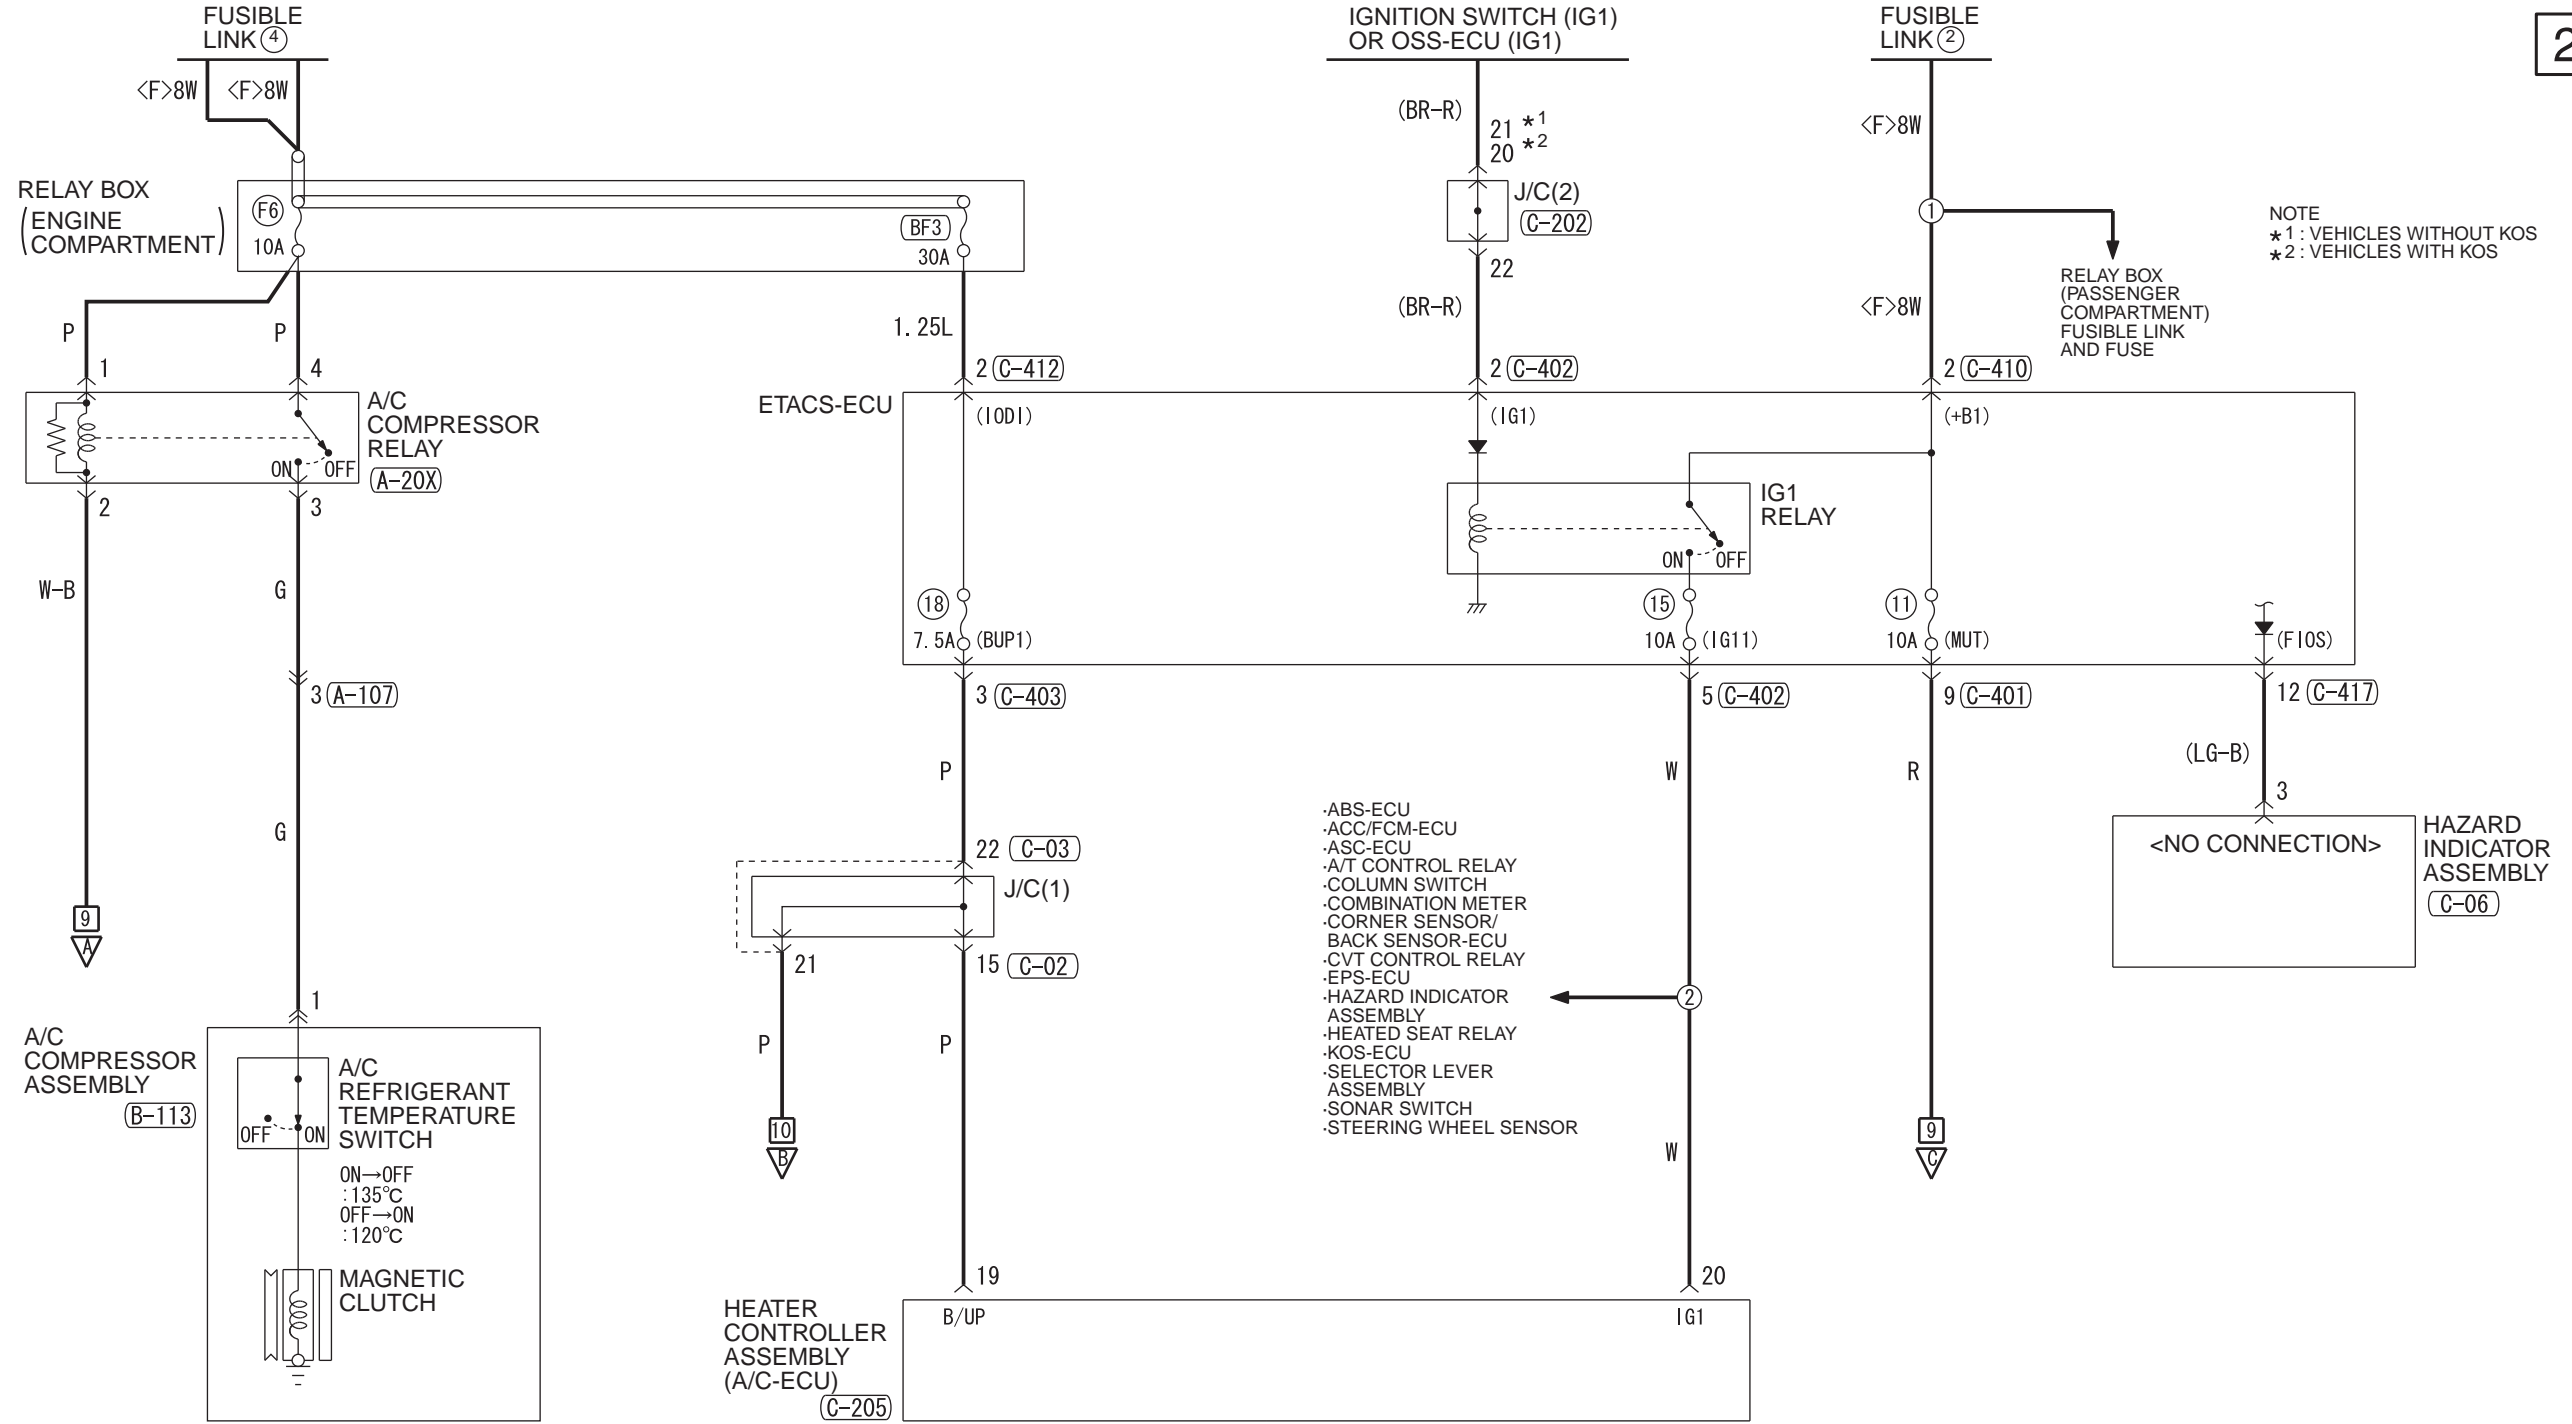 FUSIBLE
LINK④
IGNITION SWITCH (IG1)
OR OSS-ECU (IG1)
FUSIBLE
LINK②
2
<F>8W
<F>8W
(BR-R)
21 *1
20 *2
<F>8W
RELAY BOX
(ENGINE
COMPARTMENT)
F6
10A
BF3
30A
J/C(2)
C-202
22
1
NOTE
*1 : VEHICLES WITHOUT KOS
*2 : VEHICLES WITH KOS
RELAY BOX
(PASSENGER
COMPARTMENT)
FUSIBLE LINK
AND FUSE
P
P
1.25L
(BR-R)
<F>8W
1
4
2 C-412
2 C-402
2 C-410
A/C
COMPRESSOR
RELAY
A-20X
ON OFF
ETACS-ECU
(IODI)
(IG1)
(+B1)
2
3
IG1
RELAY
ON OFF
W-B
G
18
7.5A
(BUP1)
15
10A
(IG11)
11
10A
(MUT)
(FIOS)
3 A-107
3 C-403
5 C-402
9 C-401
12 C-417
G
P
W
R
(LG-B)
3
<NO CONNECTION>
HAZARD
INDICATOR
ASSEMBLY
C-06
22 C-03
J/C(1)
21
15 C-02
·ABS-ECU
·ACC/FCM-ECU
·ASC-ECU
·A/T CONTROL RELAY
·COLUMN SWITCH
·COMBINATION METER
·CORNER SENSOR/
BACK SENSOR-ECU
·CVT CONTROL RELAY
·EPS-ECU
·HAZARD INDICATOR
ASSEMBLY
·HEATED SEAT RELAY
·KOS-ECU
·SELECTOR LEVER
ASSEMBLY
·SONAR SWITCH
·STEERING WHEEL SENSOR
2
9
A
1
P
P
W
10
B
9
C
A/C
COMPRESSOR
ASSEMBLY
B-113
A/C
REFRIGERANT
TEMPERATURE
SWITCH
OFF ON
ON→OFF
:135℃
OFF→ON
:120℃
MAGNETIC
CLUTCH
19
20
HEATER
CONTROLLER
ASSEMBLY
(A/C-ECU)
C-205
B/UP
IG1